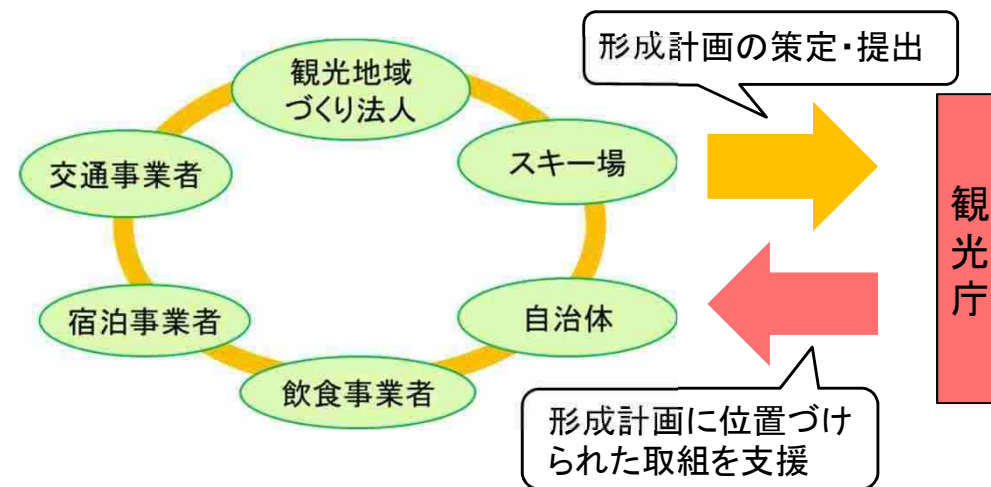 形成計画の策定・提出
観光地域
づくり法人
スキー場
交通事業者
観光庁
宿泊事業者
自治体
飲食事業者
形成計画に位置づけ
られた取組を支援